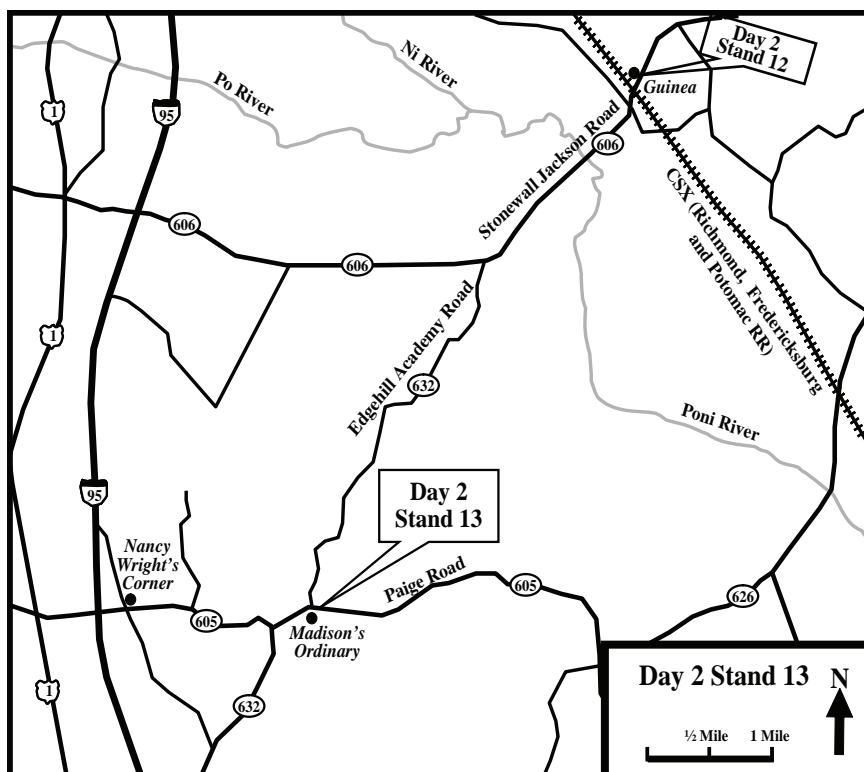 Day 2
Stand 12
Ni River
Po River
1
95
Guinea
Stonewall Jackson Road
606
CSX (Richmond, Fredericksburg
and Potomac RR)
606
606
1
Edgehill Academy Road
632
Poni River
95
Day 2
Stand 13
Nancy
Wright's
Corner
Paige Road
605
626
605
Madison's
Ordinary
1
632
Day 2 Stand 13
N
½ Mile
1 Mile